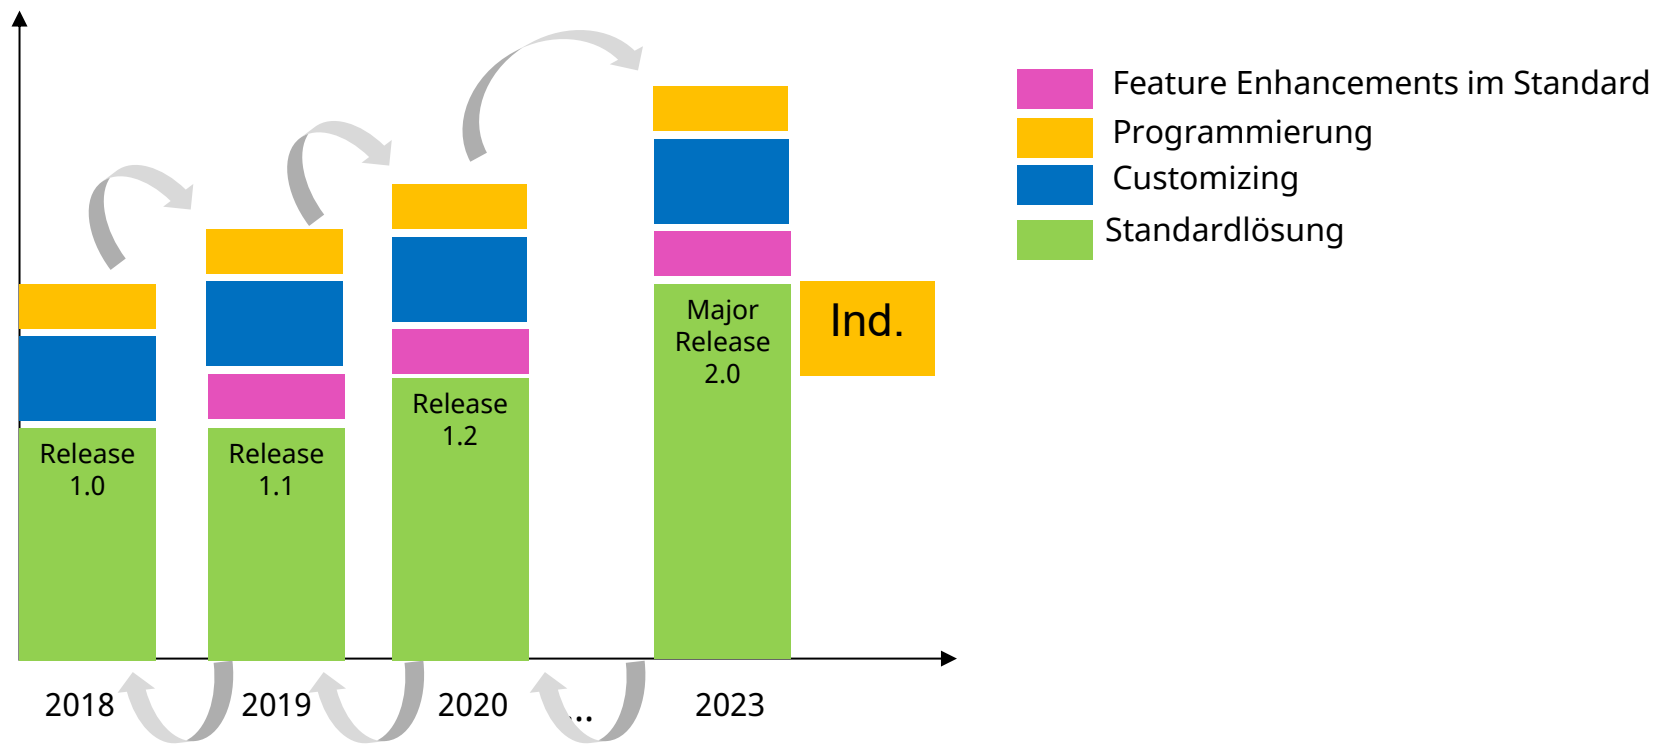 Feature Enhancements im Standard
Programmierung
Customizing
Standardlösung
Release
1.0
Release
1.1
Release
1.2
Major
Release
2.0
Ind.
2018
2019
2020
...
2023